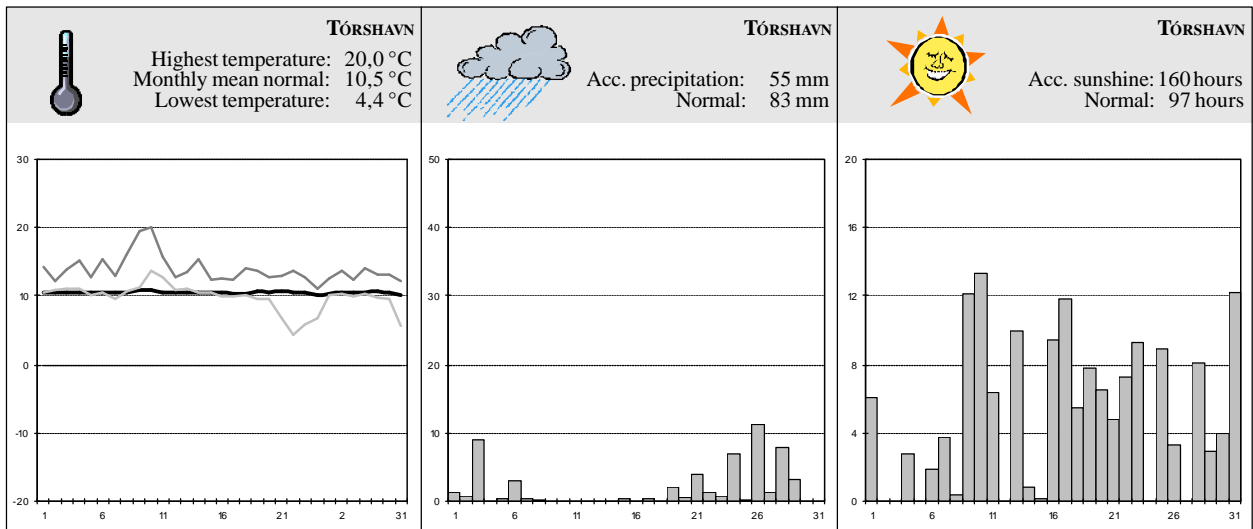 TÓRSHAVN
Highest temperature: 20,0 °C
Monthly mean normal: 10,5 °C
Lowest temperature: 4,4 °C
30
20
10
0
-10
-20
1 6 11 16 21 2 31
TÓRSHAVN
Acc. precipitation: 55 mm
Normal: 83 mm
50
40
30
20
10
0
1 6 11 16 21 26 31
TÓRSHAVN
Acc. sunshine: 160 hours
Normal: 97 hours
20
16
12
8
4
0
1 6 11 16 21 26 31